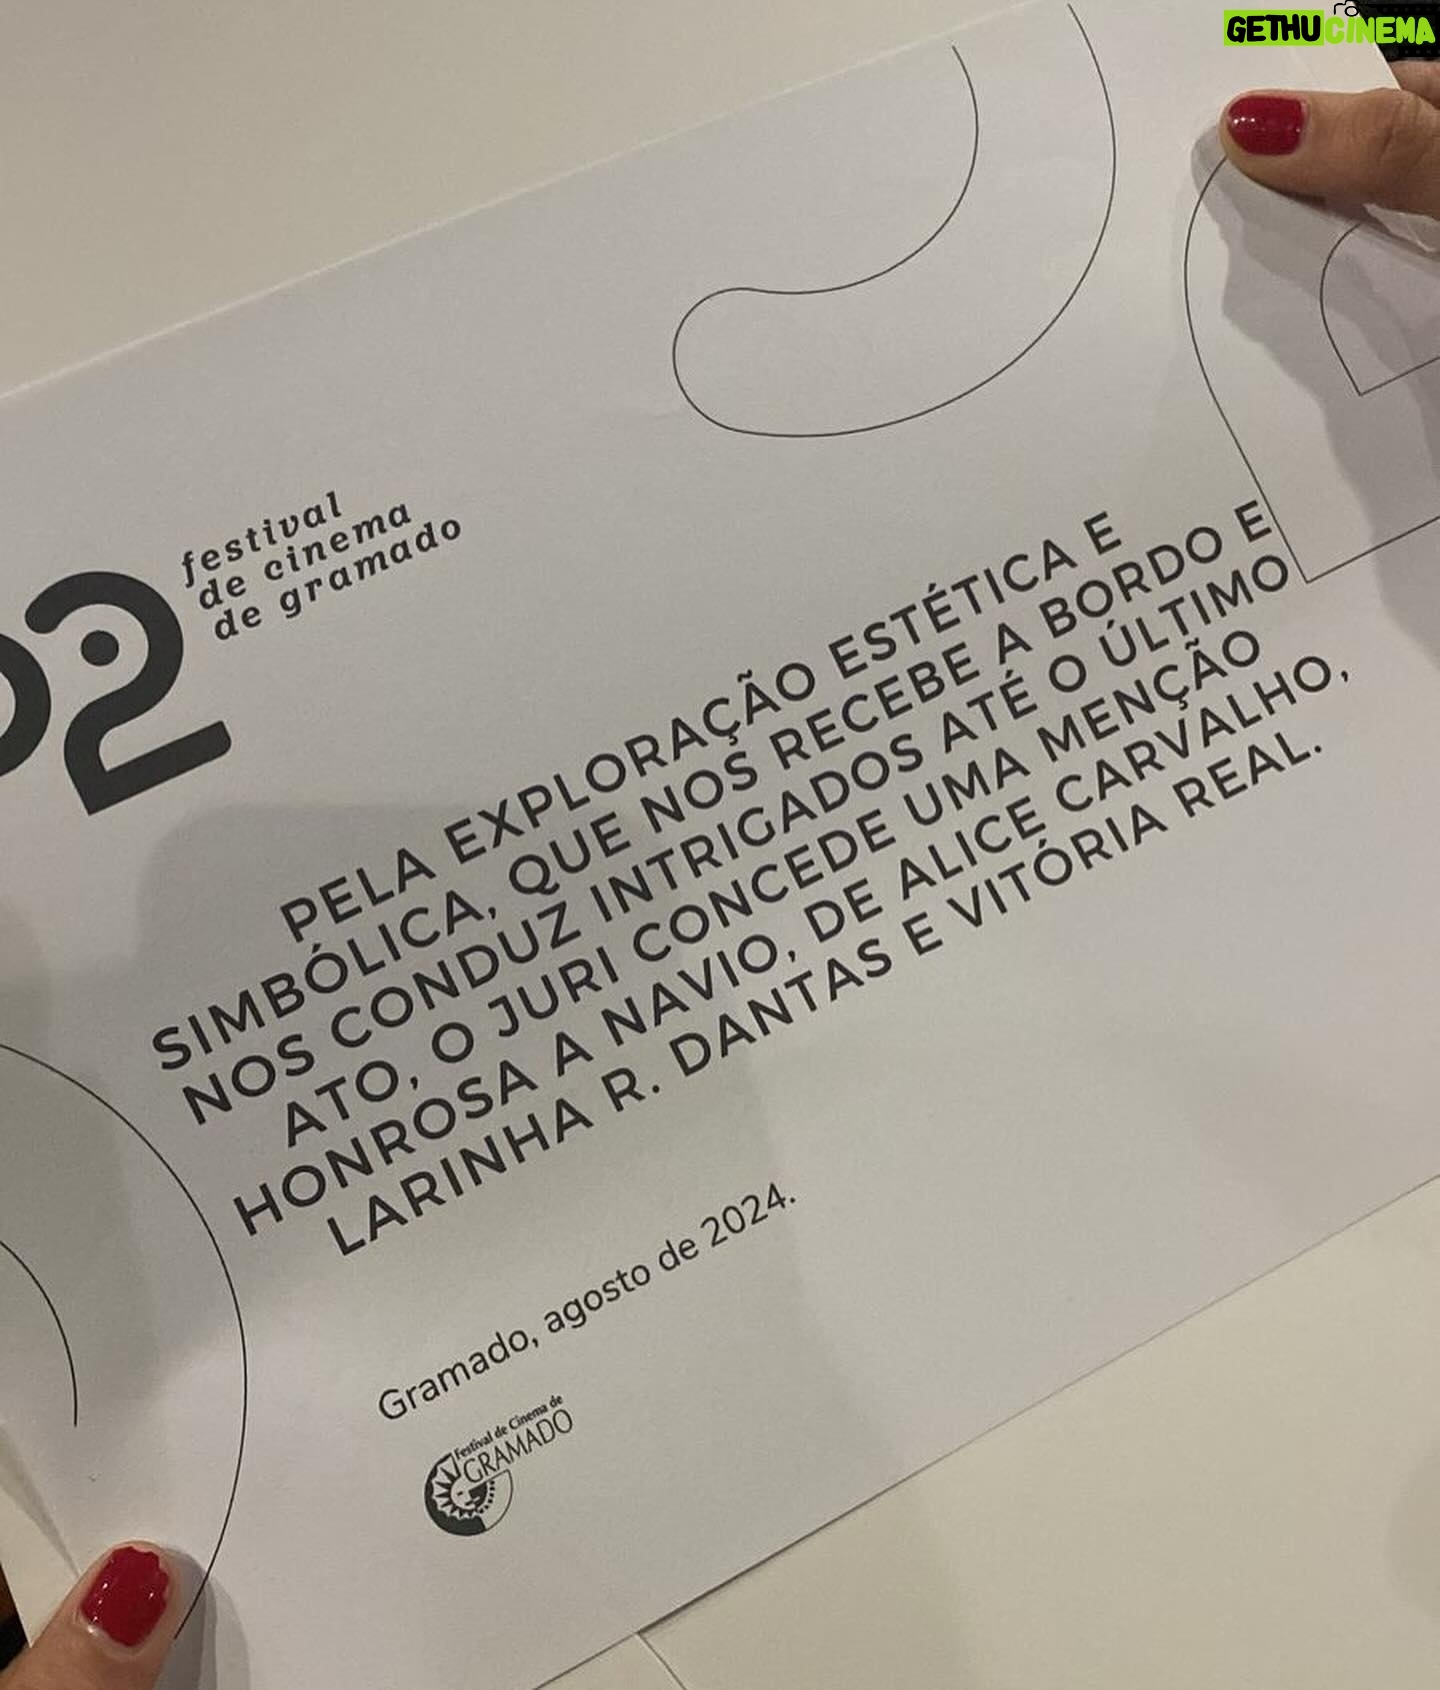 GETHUCINEMA
52
festival
de cinema
de gramado
PELA EXPLORAÇÃO ESTÉTICA E
SIMBÓLICA, QUE NOS RECEBE A BORDO E
NOS CONDUZ INTRIGADOS ATÉ O ÚLTIMO
ATO, O JURI CONCEDE UMA MENÇÃO
HONROSA A NAVIO, DE ALICE CARVALHO,
LARINHA R. DANTAS E VITÓRIA REAL.
Gramado, agosto de 2024.
Festival de Cinema de
GRAMADO